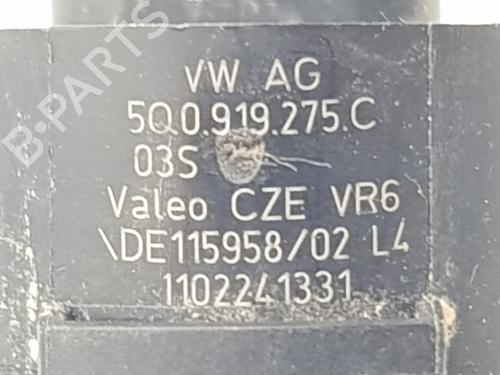 B-PARTS
VW AG
5Q0.919.275.C
03S
Valeo CZE VR6
\DE115958/02 L4
1102241331